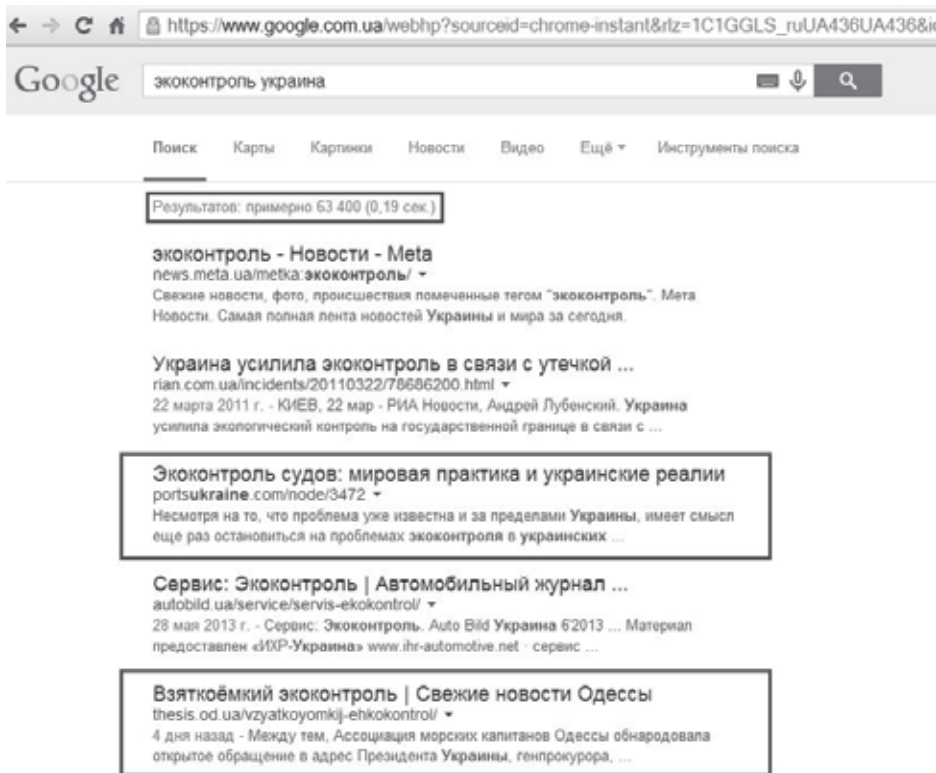 https://www.google.com.ua/webhp?sourceid=chrome-instant&rlz=1C1GGLS_ruUA436UA436&i
Google экоконтроль украина
Поиск Карты Картинки Новости Видео Ещё Инструменты поиска
Результатов: примерно 63 400 (0,19 сек.)
экоконтроль - Новости - Meta
news.meta.ua/metka:экоконтроль/
Свежие новости, фото, происшествия помеченные тегом "экоконтроль". Мета
Новости. Самая полная лента новостей Украины и мира за сегодня.
Украина усилила экоконтроль в связи с утечкой ...
rian.com.ua/incidents/20110322/78686200.html
22 марта 2011 г. - КИЕВ, 22 мар - РИА Новости, Андрей Лубенский. Украина
усилила экологический контроль на государственной границе в связи с ...
Экоконтроль судов: мировая практика и украинские реалии
portsukraine.com/node/3472
Несмотря на то, что проблема уже известна и за пределами Украины, имеет смысл
еще раз остановиться на проблемах экоконтроля в украинских ...
Сервис: Экоконтроль | Автомобильный журнал ...
autobild.ua/service/servis-ekokontrol/
28 мая 2013 г. - Сервис: Экоконтроль. Auto Bild Украина 6'2013 ... Материал
предоставлен «ИХР-Украина» www.ihr-automotive.net · сервис ...
Взяткоёмкий экоконтроль | Свежие новости Одессы
thesis.od.ua/vzyatkoyomkij-ehkokontrol/
4 дня назад - Между тем, Ассоциация морских капитанов Одессы обнародовала
открытое обращение в адрес Президента Украины, генпрокурора, ...